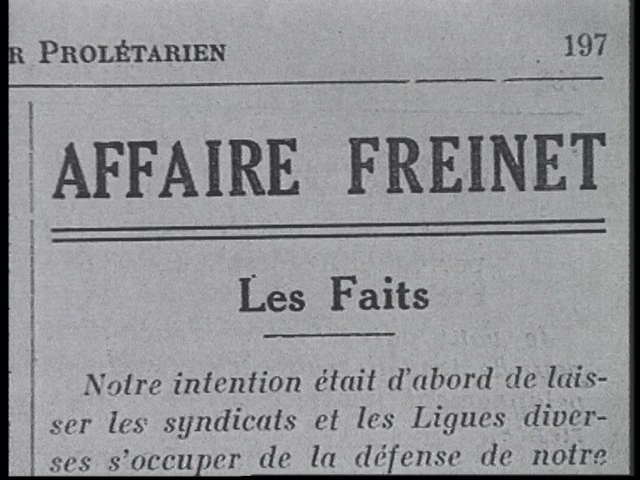 R PROLÉTARIEN 197
AFFAIRE FREINET
Les Faits
Notre intention était d'abord de lais-
ser les syndicats et les Ligues diver-
ses s'occuper de la défense de notre